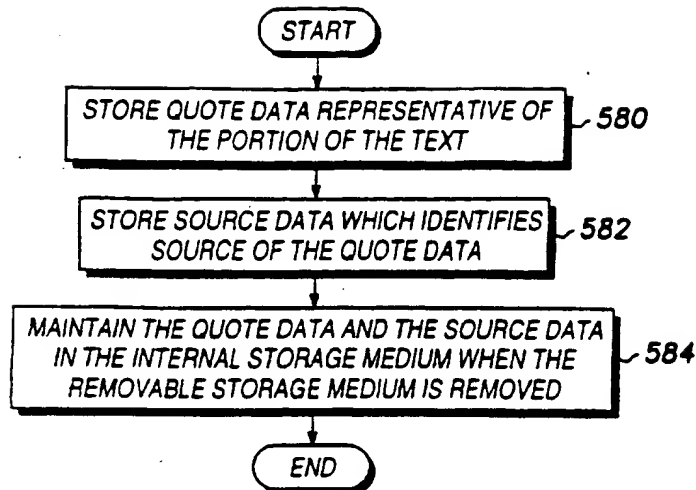 START
STORE QUOTE DATA REPRESENTATIVE OF
THE PORTION OF THE TEXT
580
STORE SOURCE DATA WHICH IDENTIFIES
SOURCE OF THE QUOTE DATA
582
MAINTAIN THE QUOTE DATA AND THE SOURCE DATA
IN THE INTERNAL STORAGE MEDIUM WHEN THE
REMOVABLE STORAGE MEDIUM IS REMOVED
584
END